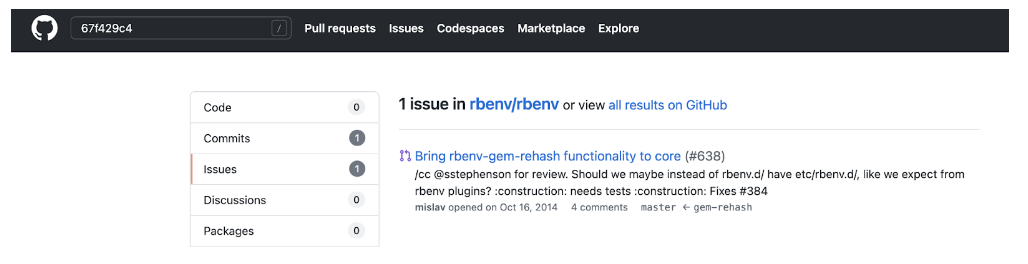 67f429c4 / Pull requests Issues Codespaces Marketplace Explore
Code 0
Commits 1
Issues 1
Discussions 0
Packages 0
1 issue in rbenv/rbenv or view all results on GitHub
Bring rbenv-gem-rehash functionality to core (#638)
/cc @sstephenson for review. Should we maybe instead of rbenv.d/ have etc/rbenv.d/, like we expect from
rbenv plugins? :construction: needs tests :construction: Fixes #384
mislav opened on Oct 16, 2014 4 comments master ← gem-rehash